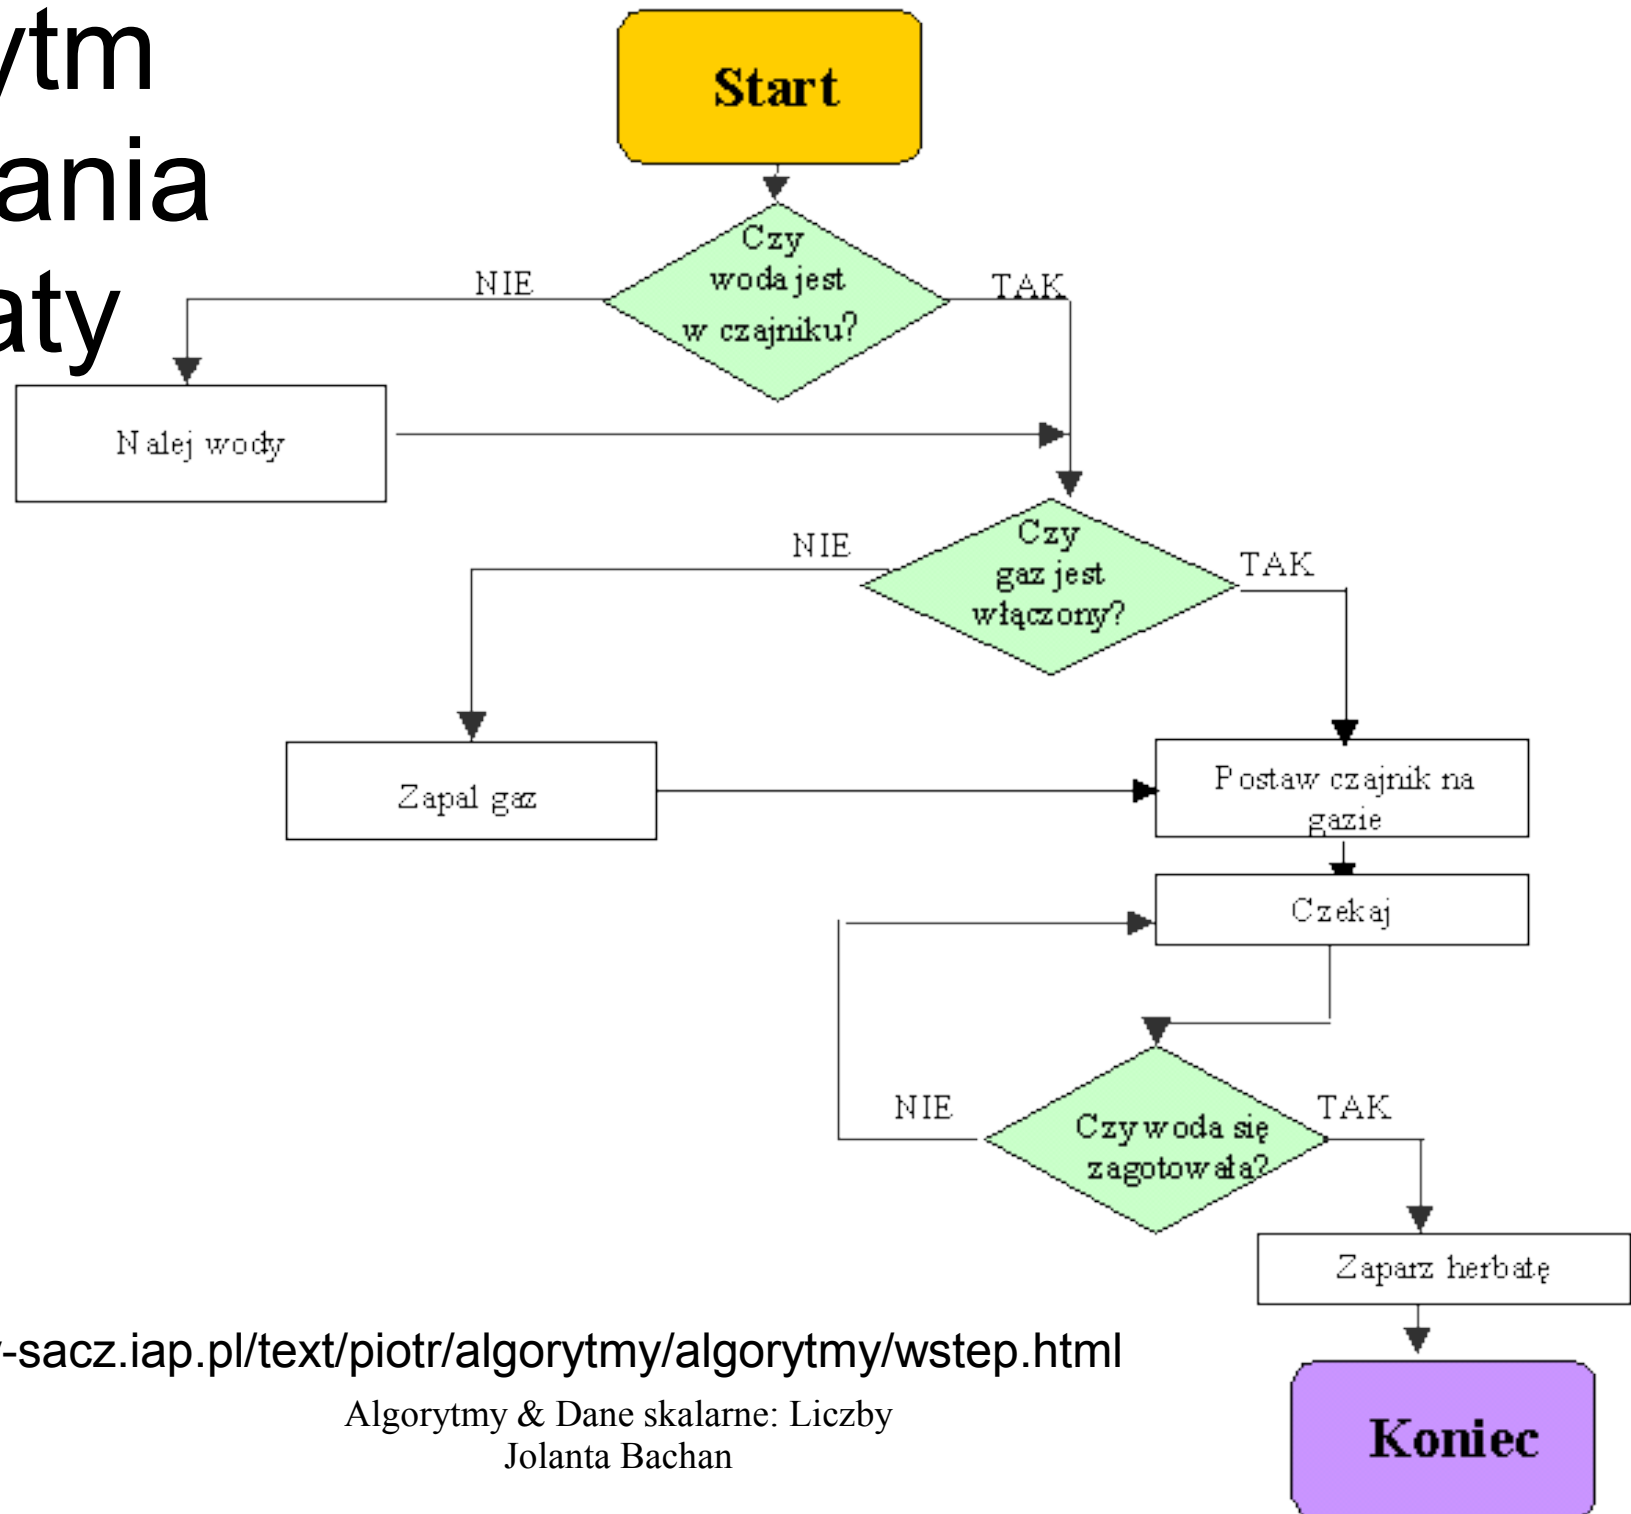 ytm
ania
aty
Start
Czy
woda jest
w czajniku?
NIE
TAK
Nalej wody
Czy
gaz jest
włączony?
NIE
TAK
Zapal gaz
Postaw czajnik na
gazie
Czekaj
Czy woda się
zagotowała?
NIE
TAK
Zaparz herbatę
Koniec
-sacz.iap.pl/text/piotr/algorytmy/algorytmy/wstep.html
Algorytmy & Dane skalarne: Liczby
Jolanta Bachan